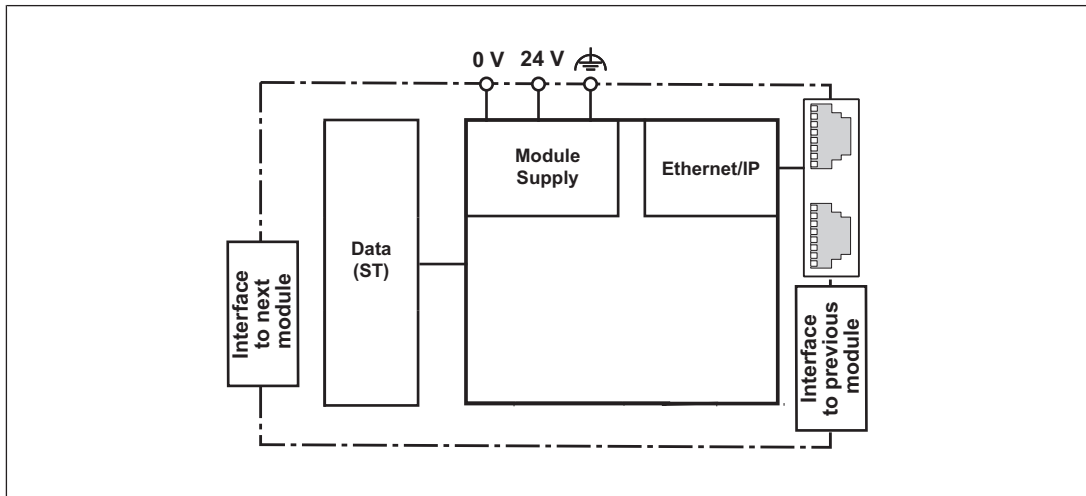 0 V 24 V
Module
Supply
Ethernet/IP
Data
(ST)
Interface
to next
module
Interface
to previous
module